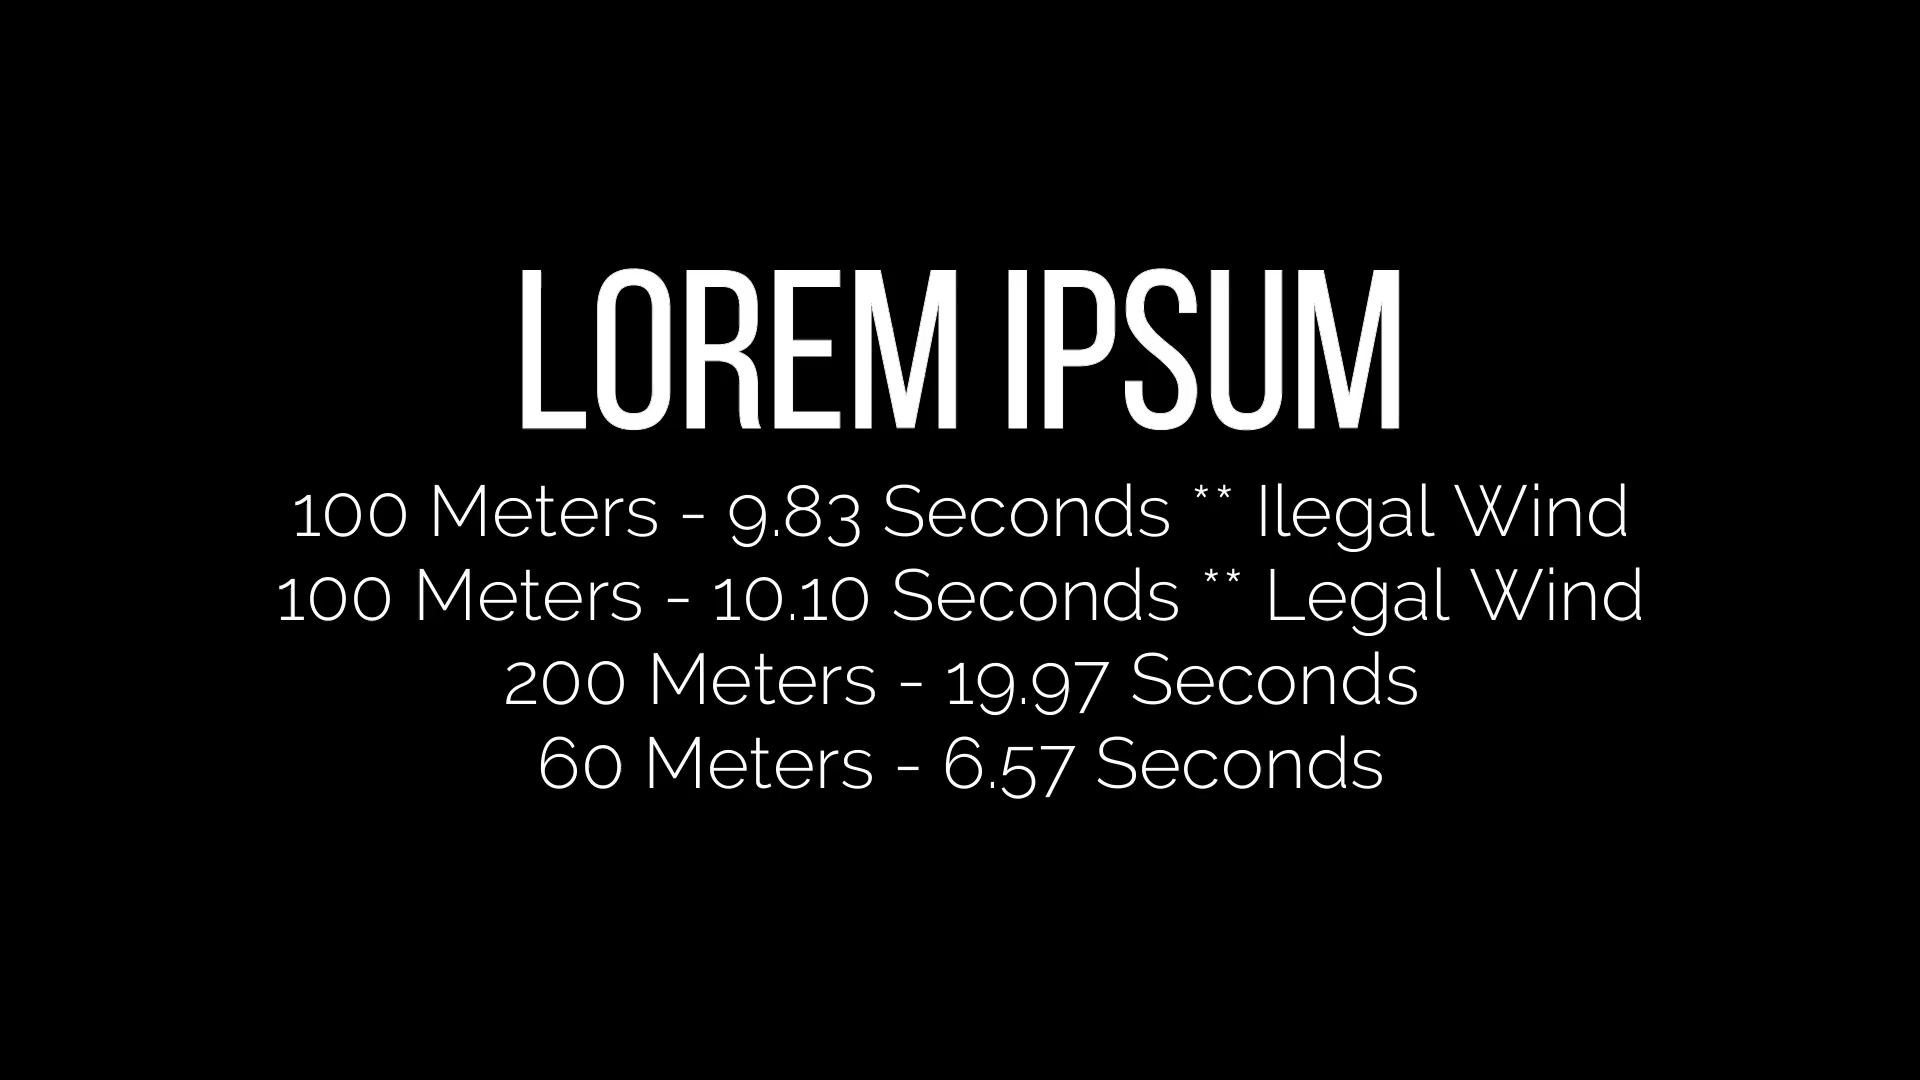 LOREM IPSUM
100 Meters - 9.83 Seconds ** Ilegal Wind
100 Meters - 10.10 Seconds ** Legal Wind
200 Meters - 19.97 Seconds
60 Meters - 6.57 Seconds